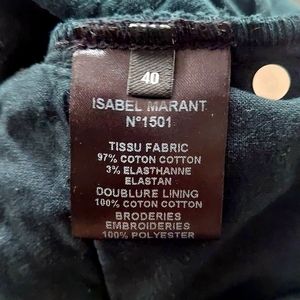 40
ISABEL MARANT
N°1501
TISSU FABRIC
97% COTON COTTON
3% ELASTHANNE
ELASTAN
DOUBLURE LINING
100% COTON COTTON
BRODERIES
EMBROIDERIES
100% POLYESTER